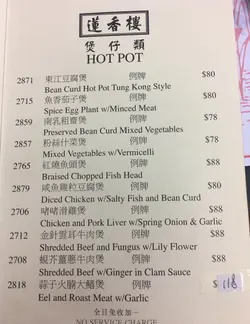 蓮香樓
煲仔類
HOT POT
2871 東江豆腐煲 例牌 $80
Bean Curd Hot Pot Tung Kong Style
2715 魚香茄子煲 例牌 $80
Spice Egg Plant w/Minced Meat
2859 南乳粗齋煲 例牌
Preserved Bean Curd Mixed Vegetables
2857 粉絲什菜煲 例牌 $88
Mixed Vegetables w/Vermicelli
2765 紅燒魚頭煲 例牌 $88
Braised Chopped Fish Head
2879 咸魚雞粒豆腐煲 例牌 $80
Diced Chicken w/Salty Fish and Bean Curd
2706 啫啫滑雞煲 例牌 $88
Chicken and Pork Liver w/Spring Onion & Garlic
2712 金針雲耳牛肉煲 例牌 $88
Shredded Beef and Fungus w/Lily Flower
2708 蜆芥薑葱牛肉煲 例牌 $88
Shredded Beef w/Ginger in Clam Sauce
2818 蒜子火腩大鱔煲 例牌 $118
Eel and Roast Meat w/Garlic
全日免收加一
NO SERVICE CHARGE